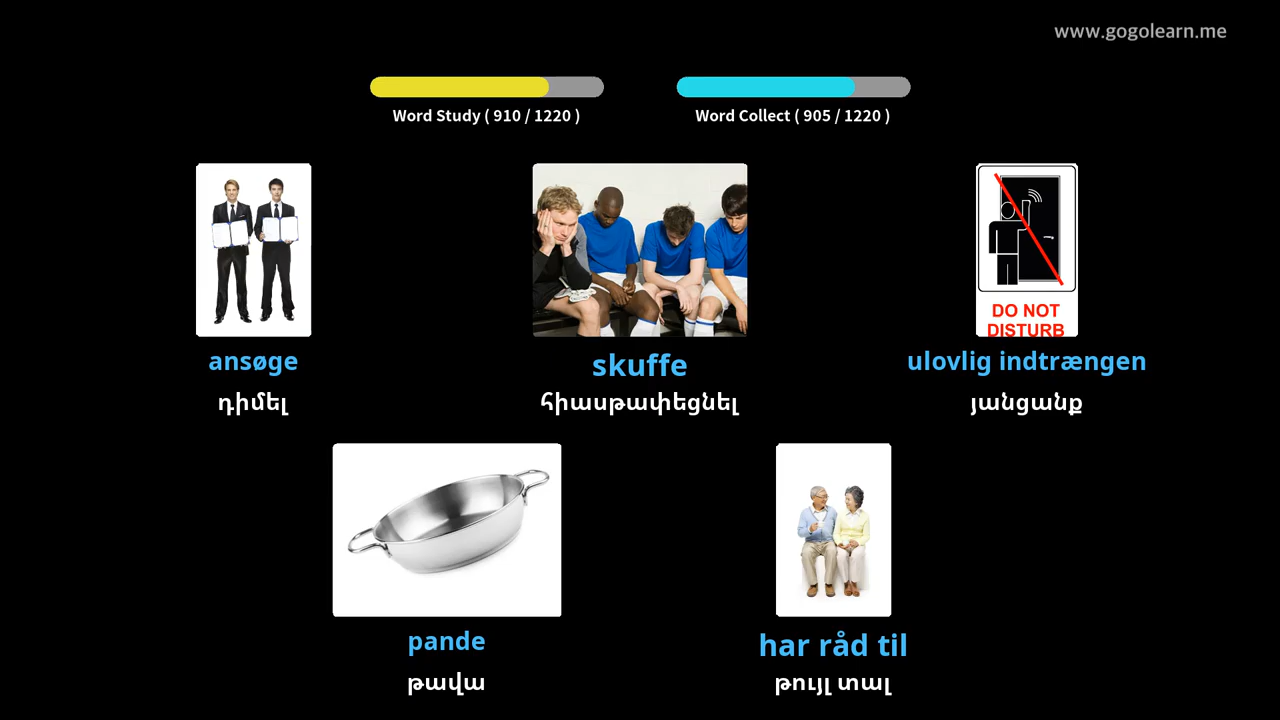 www.gogolearn.me
Word Study ( 910 / 1220 )
Word Collect ( 905 / 1220 )
DO NOT
DISTURB
ansøge
դիմել
skuffe
հիասթափեցնել
ulovlig indtrængen
յանցանք
pande
թավա
har råd til
թույլ տալ